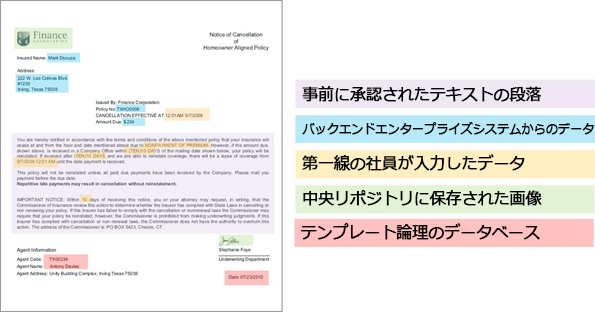 Finance
corporation
Notice of Cancellation
of
Homeowner Aligned Policy
Insured Name: Mark Dossza
Address:
222 W. Las Colinas Blvd.
#1250
Irving, Texas 75039
Issued By: Finance Corporation
Policy No: TXHO0006
CANCELLATION EFFECTIVE AT 12:01AM 9/7/2009
Amount Due: $234
You are hereby notified in accordance with the terms and conditions of the above mentioned policy that your insurance will
cease at and from the hour and date mentioned above due to NONPAYMENT OF PREMIUM. However, if the amount due,
shown above, is received in a Company Office within (TEN)10 DAYS of the mailing date shown below, your policy will be
reinstated. If received after (TEN)10 DAYS and we are able to reinstate coverage, there will be a lapse of coverage from
9/7/2009 12:01 AM until the date payment is received.
This policy will not be reinstated unless all past due payments have been received by the Company. Please mail you
payment before the due date.
Repetitive late payments may result in cancellation without reinstatement.
IMPORTANT NOTICE: Within 10 days of receiving this notice, you or your attorney may request, in writing, that the
Commissioner of Insurance review this action to determine whether the Insurer has complied with State Laws in canceling or
non renewing your policy. If this insurer has failed to comply with the cancellation or nonrenewal laws the Commissioner may
require that your policy be reinstated, however, the Commissioner is prohibited from making underwriting judgments. If this
insurer has complied with cancellation or non renewal laws, the Commissioner does not have the authority to overturn this
action. The address of the Commissioner is: PO BOX 5423, Chester, CT.
Stephanie Foye
Underwriting Department
Agent Information
Agent Code: TX00234
Agent Name: Antony Davies
Agent Address: Unity Building Complex, Irving Texas 75039
Date: 07/23/2010
事前に承認されたテキストの段落
バックエンドエンタープライズシステムからのデータ
第一線の社員が入力したデータ
中央リポジトリに保存された画像
テンプレート論理のデータベース